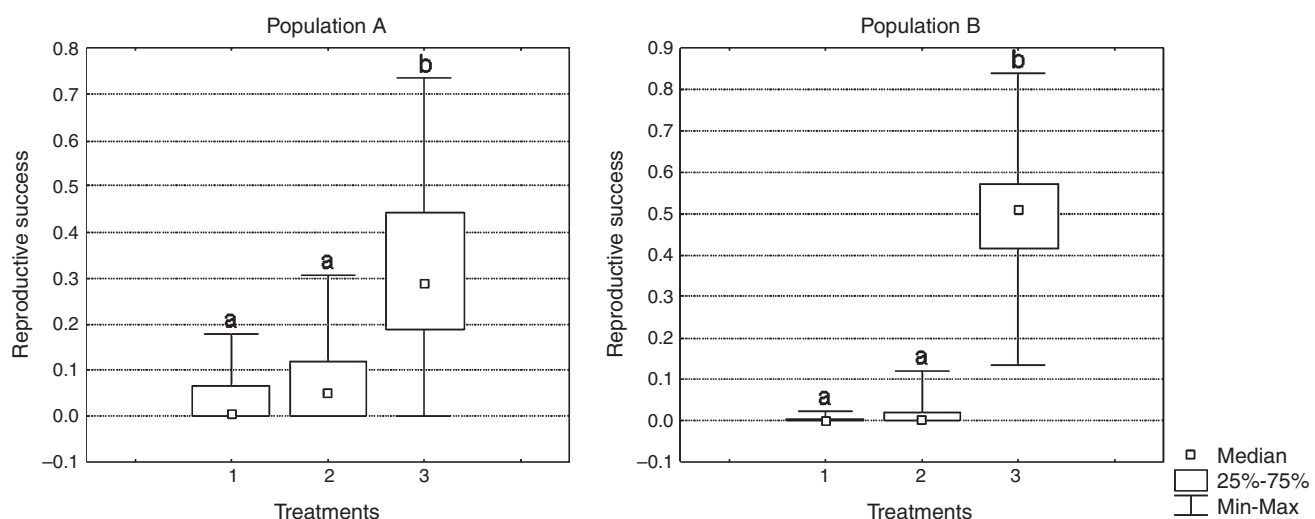 Population A
0.8
0.7
0.6
0.5
0.4
0.3
0.2
0.1
0.0
–0.1
Reproductive success
a
a
b
1 2 3
Treatments
Population B
0.9
0.8
0.7
0.6
0.5
0.4
0.3
0.2
0.1
0.0
–0.1
Reproductive success
a
a
b
1 2 3
Treatments
Median
25%-75%
Min-Max